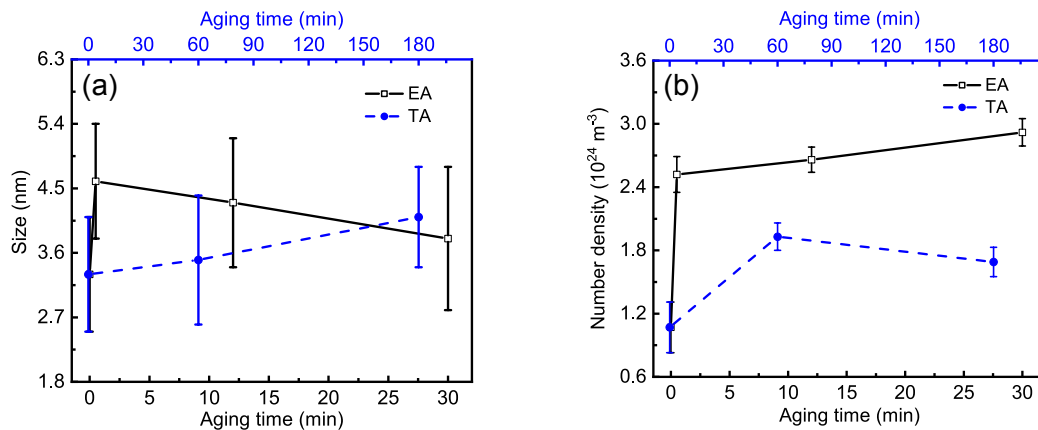 Aging time (min)
0 30 60 90 120 150 180
(a)
EA
TA
6.3
5.4
4.5
3.6
2.7
1.8
Size (nm)
0 5 10 15 20 25 30
Aging time (min)
Aging time (min)
0 30 60 90 120 150 180
(b)
EA
TA
3.6
3.0
2.4
1.8
1.2
0.6
Number density (10²⁴ m⁻³)
0 5 10 15 20 25 30
Aging time (min)